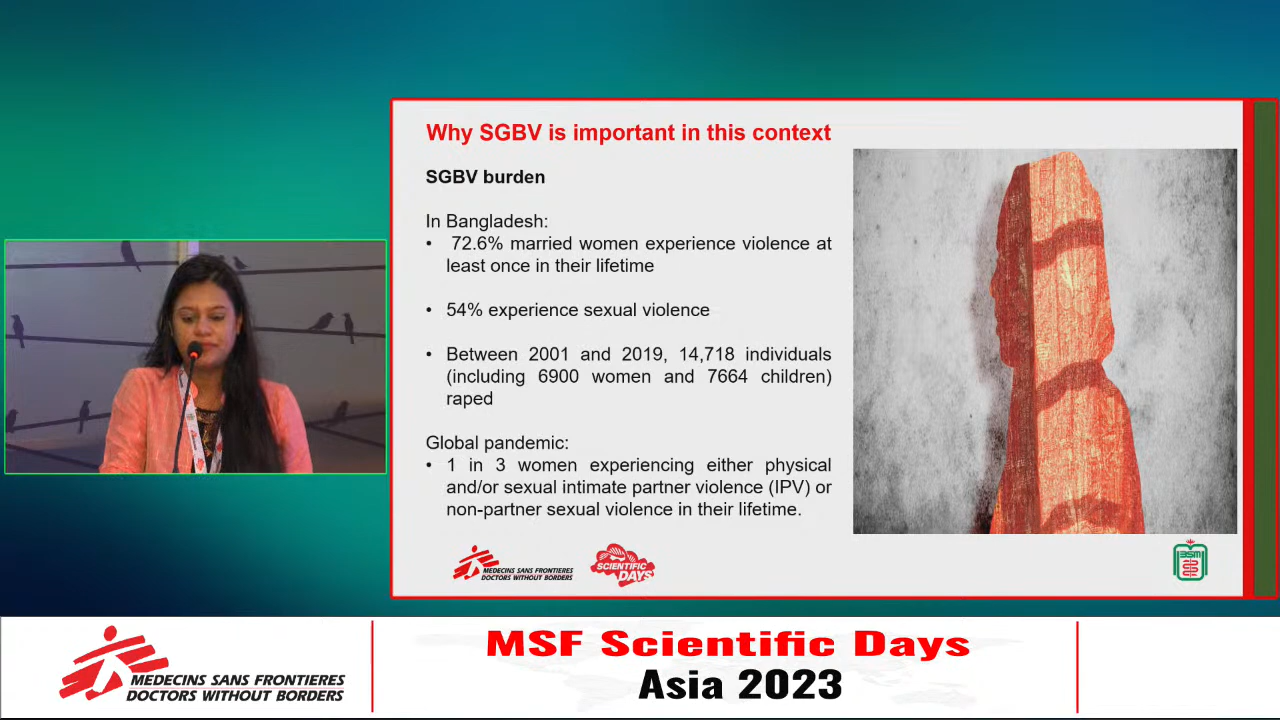 Why SGBV is important in this context
SGBV burden
In Bangladesh:
• 72.6% married women experience violence at
least once in their lifetime
• 54% experience sexual violence
• Between 2001 and 2019, 14,718 individuals
(including 6900 women and 7664 children)
raped
Global pandemic:
• 1 in 3 women experiencing either physical
and/or sexual intimate partner violence (IPV) or
non-partner sexual violence in their lifetime.
MEDECINS SANS FRONTIERES
DOCTORS WITHOUT BORDERS
SCIENTIFIC
DAYS
MEDECINS SANS FRONTIERES
DOCTORS WITHOUT BORDERS
MSF Scientific Days
Asia 2023